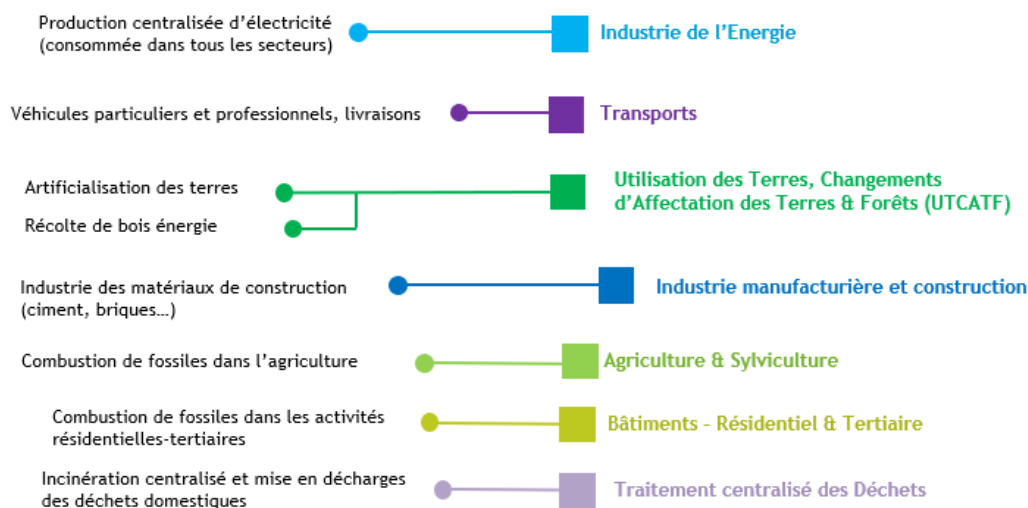 Production centralisée d'électricité
(consommée dans tous les secteurs)
Industrie de l'Energie
Véhicules particuliers et professionnels, livraisons
Transports
Artificialisation des terres
Récolte de bois énergie
Utilisation des Terres, Changements
d'Affectation des Terres & Forêts (UTCATF)
Industrie des matériaux de construction
(ciment, briques…)
Industrie manufacturière et construction
Combustion de fossiles dans l'agriculture
Agriculture & Sylviculture
Combustion de fossiles dans les activités
résidentielles-tertiaires
Bâtiments - Résidentiel & Tertiaire
Incinération centralisé et mise en décharges
des déchets domestiques
Traitement centralisé des Déchets